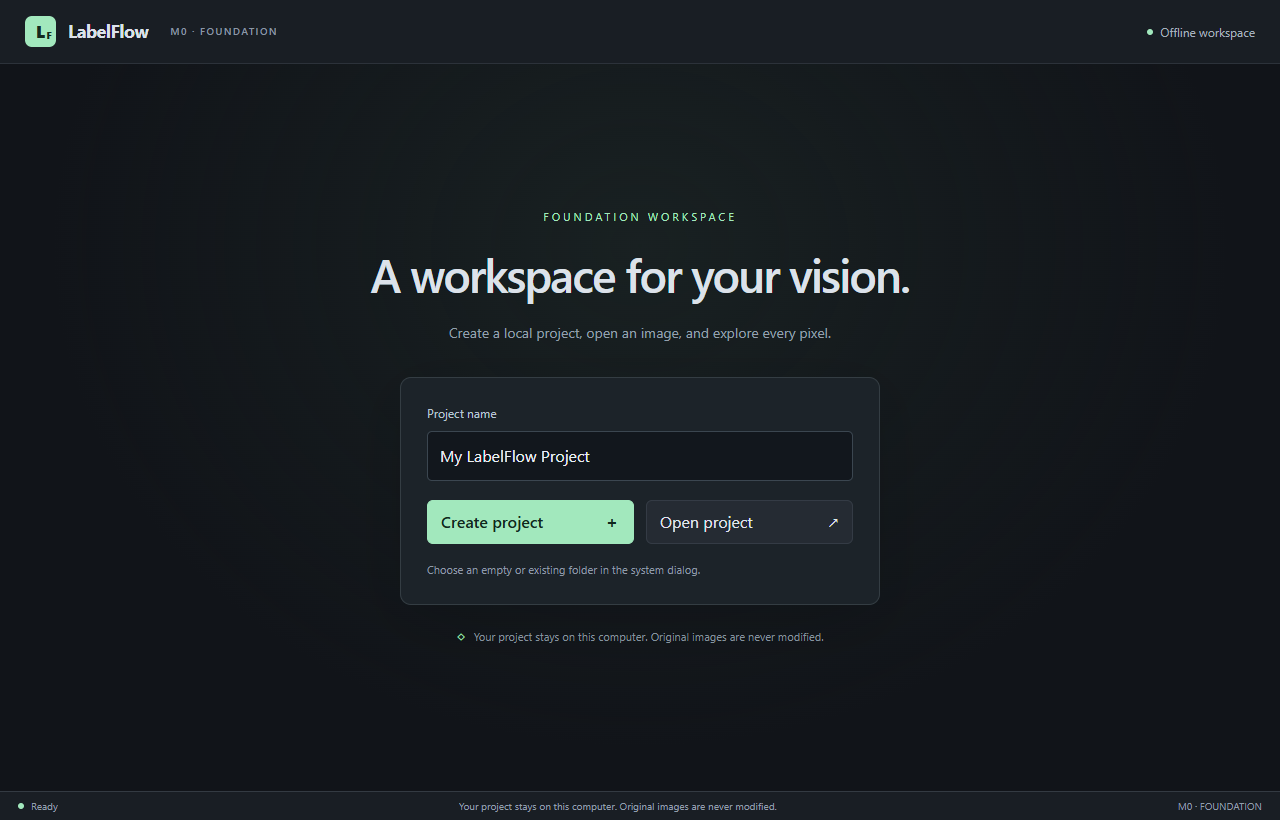 LF LabelFlow M0 · FOUNDATION Offline workspace
FOUNDATION WORKSPACE
A workspace for your vision.
Create a local project, open an image, and explore every pixel.
Project name
My LabelFlow Project
Create project + Open project ↗
Choose an empty or existing folder in the system dialog.
Your project stays on this computer. Original images are never modified.
Ready Your project stays on this computer. Original images are never modified. M0 · FOUNDATION